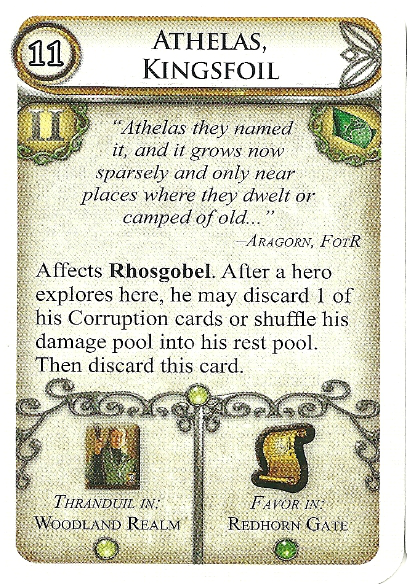 11
ATHELAS,
KINGSFOIL
II
"Athelas they named
it, and it grows now
sparsely and only near
places where they dwelt or
camped of old..."
–ARAGORN, FOTR
Affects Rhosgobel. After a hero
explores here, he may discard 1 of
his Corruption cards or shuffle his
damage pool into his rest pool.
Then discard this card.
THRANDUIL IN:
WOODLAND REALM
FAVOR IN:
REDHORN GATE